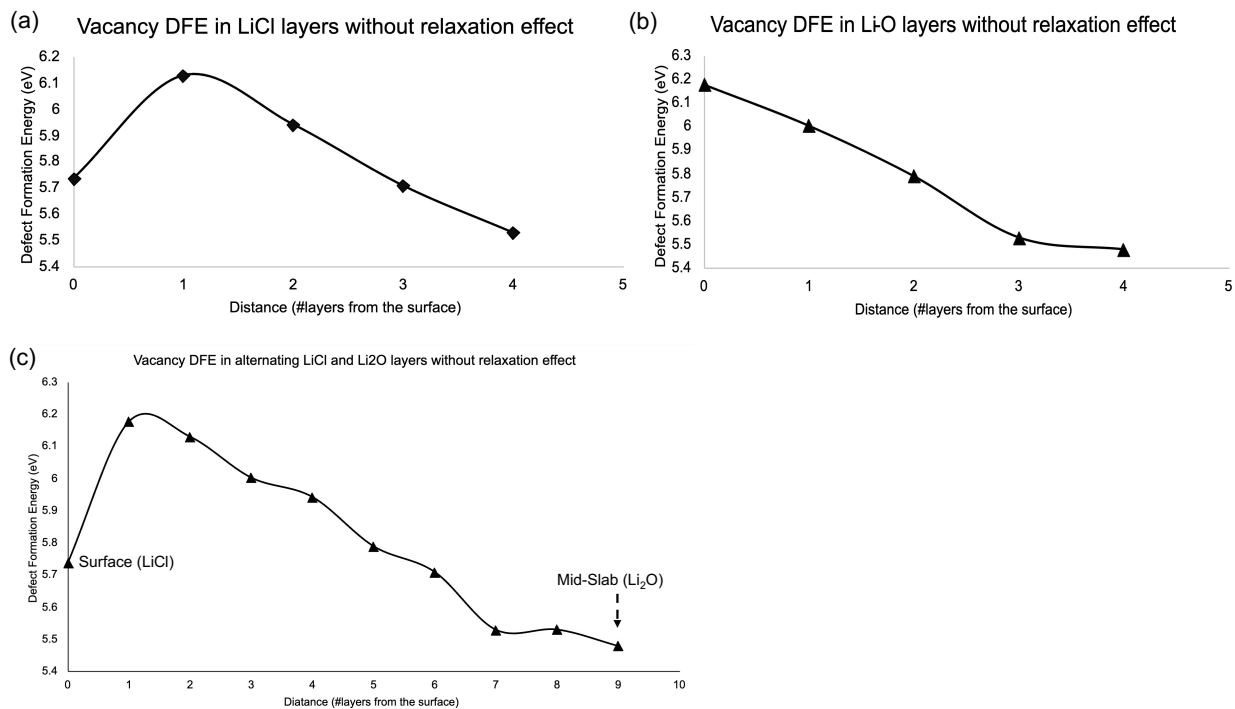 (a)
Vacancy DFE in LiCl layers without relaxation effect
Defect Formation Energy (eV)
6.2
6.1
6
5.9
5.8
5.7
5.6
5.5
5.4
0 1 2 3 4 5
Distance (#layers from the surface)
(b)
Vacancy DFE in Li-O layers without relaxation effect
Defect Formation Energy (eV)
6.3
6.2
6.1
6
5.9
5.8
5.7
5.6
5.5
5.4
0 1 2 3 4 5
Distance (#layers from the surface)
(c)
Vacancy DFE in alternating LiCl and Li2O layers without relaxation effect
Defect Formation Energy (eV)
6.3
6.2
6.1
6
5.9
5.8
5.7
5.6
5.5
5.4
Surface (LiCl)
Mid-Slab (Li₂O)
0 1 2 3 4 5 6 7 8 9 10
Diatance (#layers from the surface)